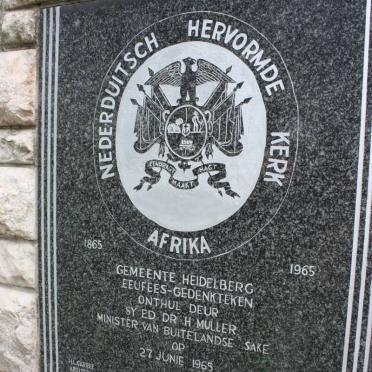 NEDERDUITSCH HERVORMDE KERK
AFRIKA
EENDRAGT MAAKT MAGT
1865 1965
GEMEENTE HEIDELBERG
EEUFEES-GEDENKTEKEN
ONTHUL DEUR
SY ED DR H MULLER
MINISTER VAN BUITELANDSE SAKE
OP
27 JUNIE 1965